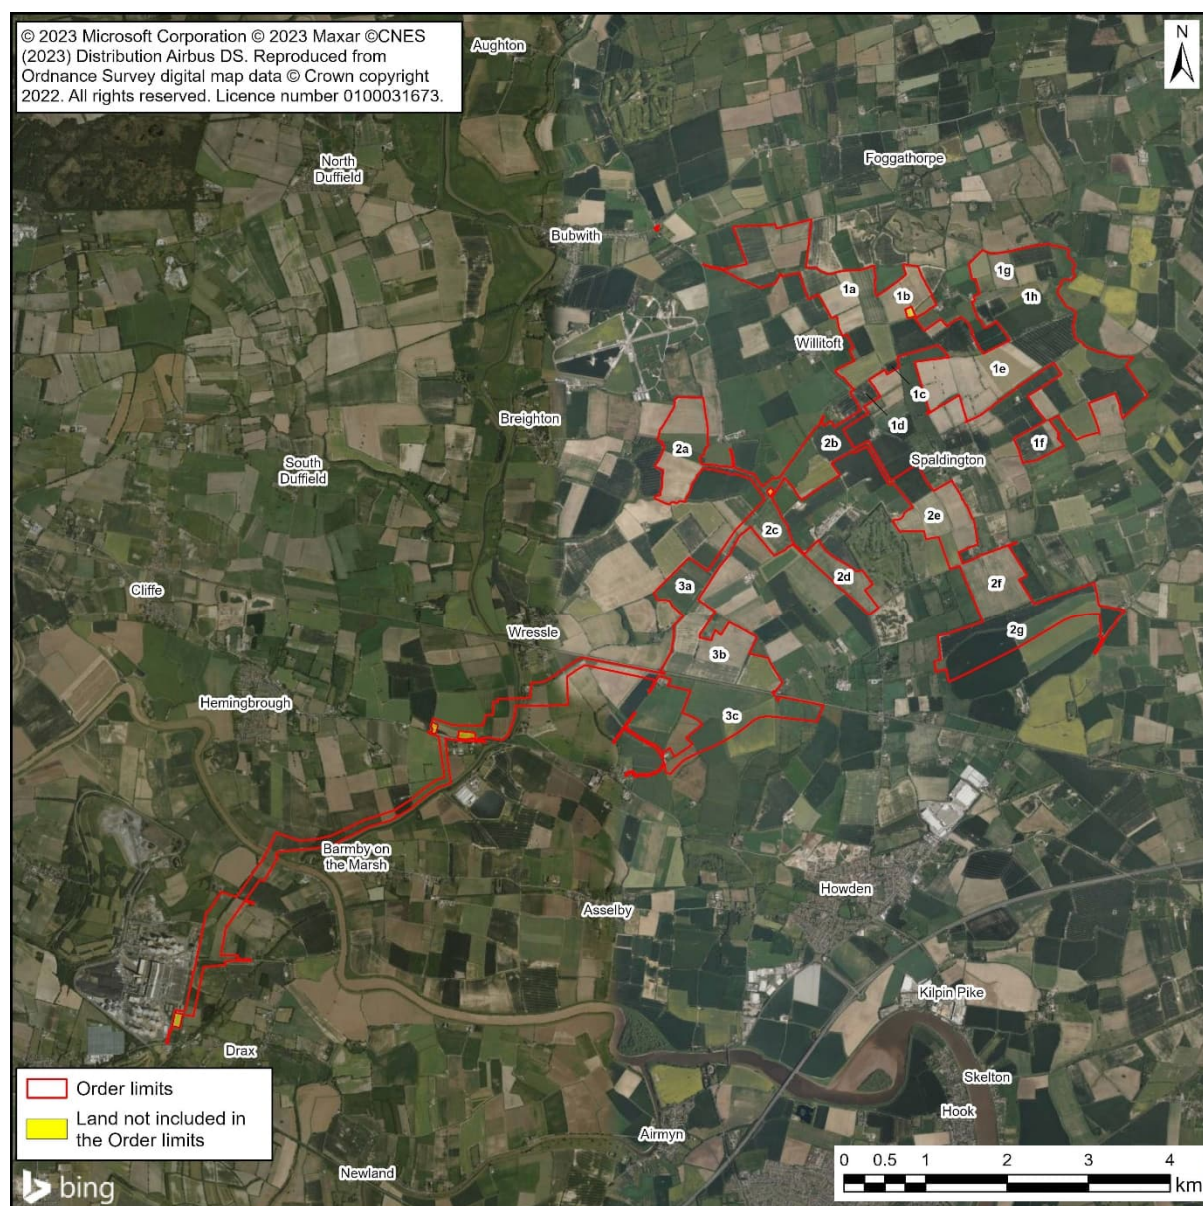 © 2023 Microsoft Corporation © 2023 Maxar ©CNES
(2023) Distribution Airbus DS. Reproduced from
Ordnance Survey digital map data © Crown copyright
2022. All rights reserved. Licence number 0100031673.
Aughton
N
North
Duffield
Foggathorpe
Bubwith
1g
1a
1b
1h
Willitoft
1e
1c
Breighton
1d
2a
2b
1f
South
Duffield
Spaldington
2e
2c
2d
2f
Cliffe
3a
Wressle
2g
3b
Hemingbrough
3c
Barmby on
the Marsh
Howden
Asselby
Kilpin Pike
Drax
Skelton
Hook
Airmyn
Newland
Order limits
Land not included in
the Order limits
0 0.5 1 2 3 4
km
bing